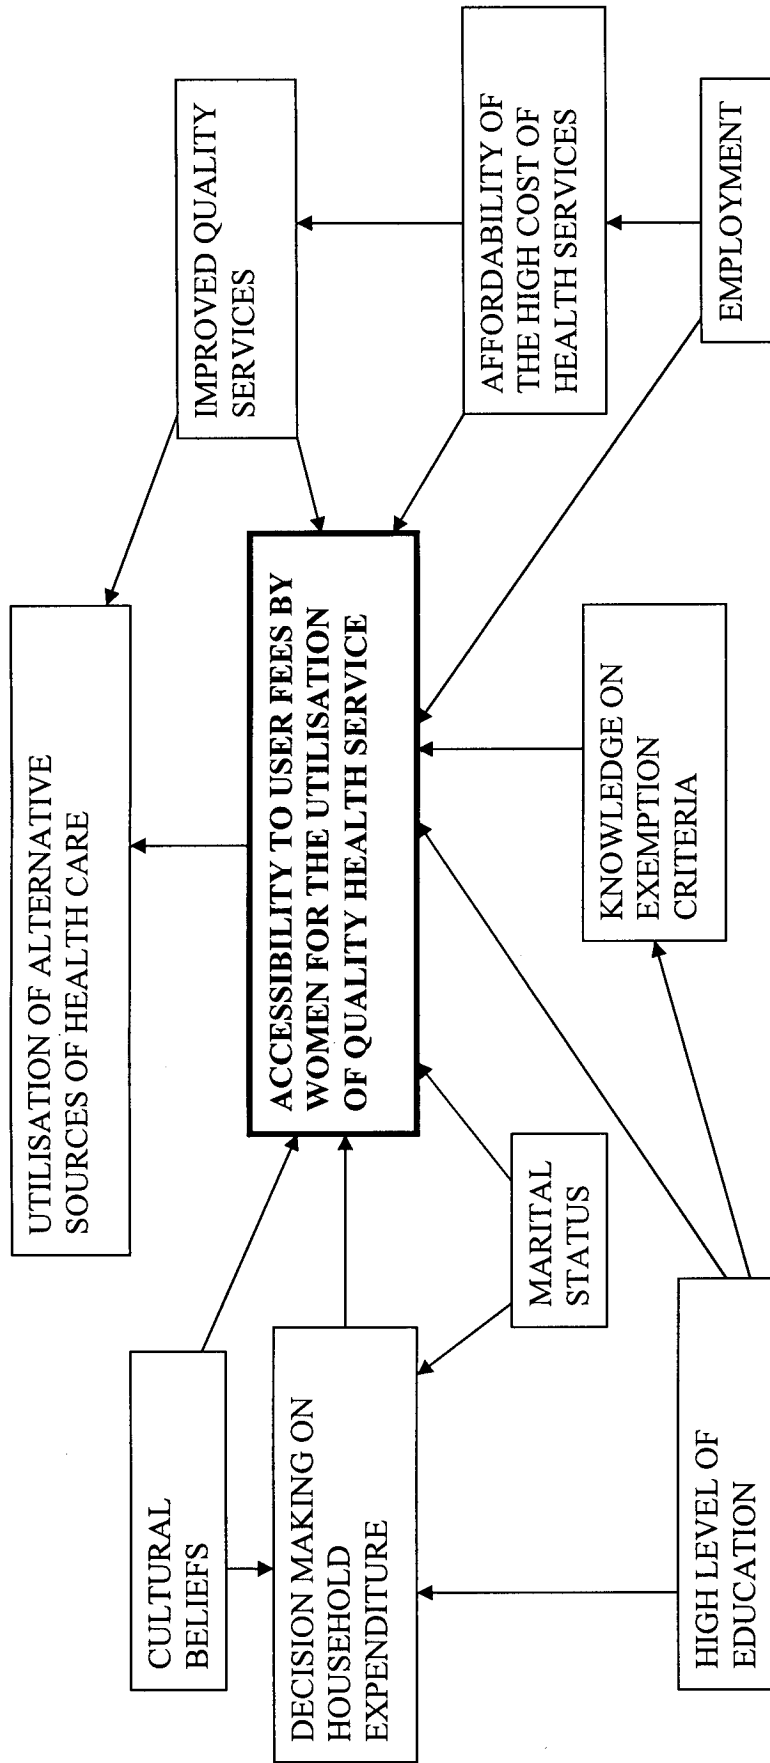 UTILISATION OF ALTERNATIVE
SOURCES OF HEALTH CARE
CULTURAL
BELIEFS
IMPROVED QUALITY
SERVICES
ACCESSIBILITY TO USER FEES BY
WOMEN FOR THE UTILISATION
OF QUALITY HEALTH SERVICE
DECISION MAKING ON
HOUSEHOLD
EXPENDITURE
AFFORDABILITY OF
THE HIGH COST OF
HEALTH SERVICES
MARITAL
STATUS
KNOWLEDGE ON
EXEMPTION
CRITERIA
HIGH LEVEL OF
EDUCATION
EMPLOYMENT